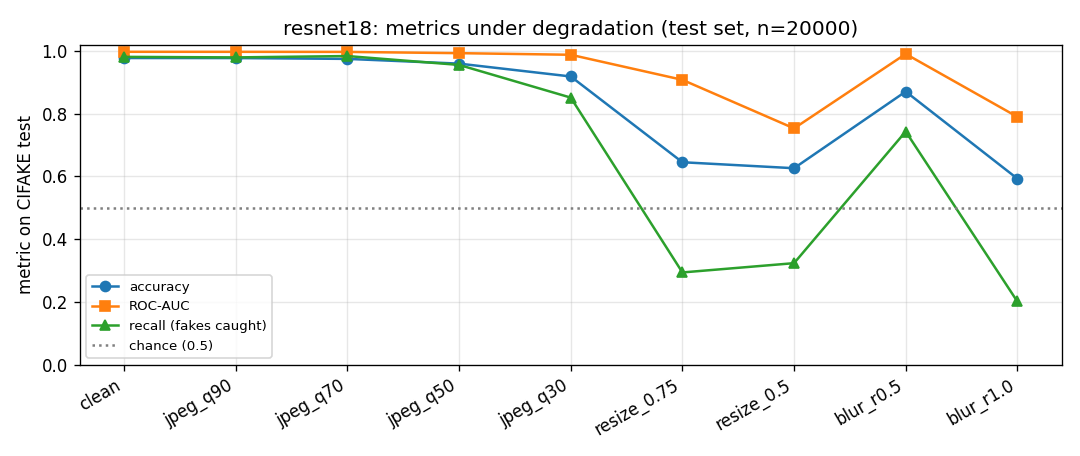 resnet18: metrics under degradation (test set, n=20000)
metric on CIFAKE test
1.0
0.8
0.6
0.4
0.2
0.0
accuracy
ROC-AUC
recall (fakes caught)
chance (0.5)
clean
jpeg_q90
jpeg_q70
jpeg_q50
jpeg_q30
resize_0.75
resize_0.5
blur_r0.5
blur_r1.0